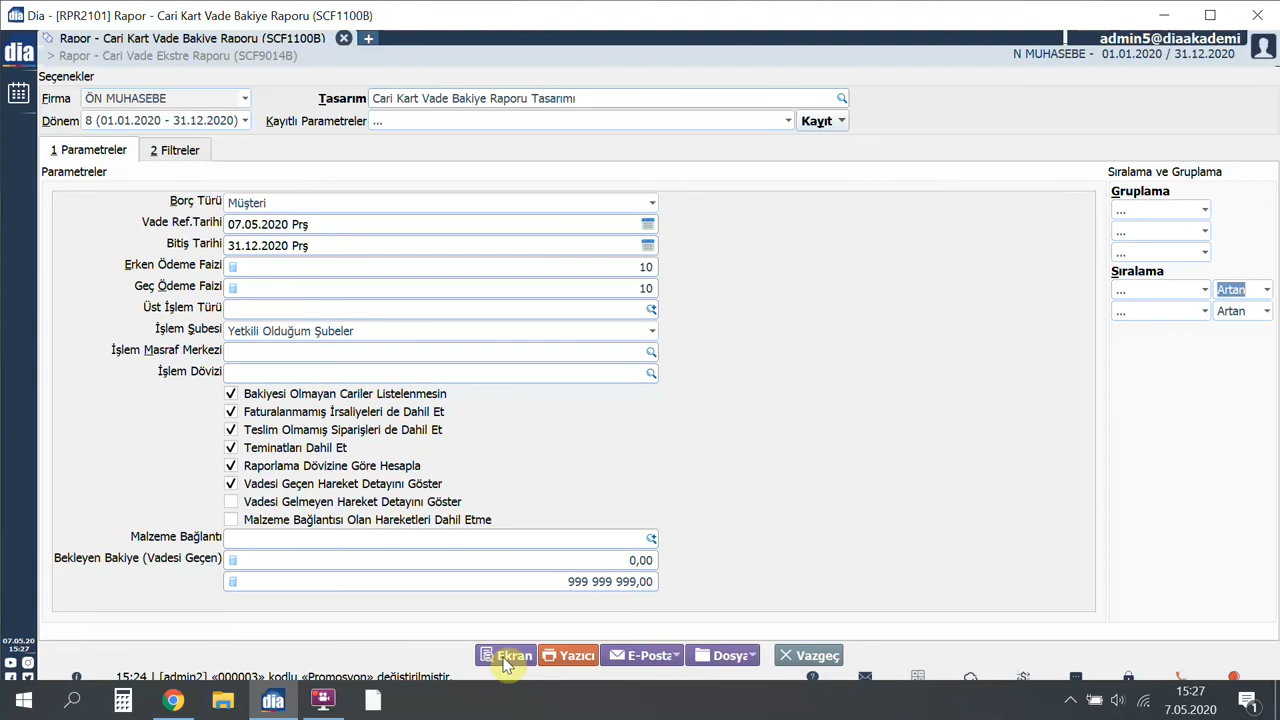 Dia - [RPR2101] Rapor - Cari Kart Vade Bakiye Raporu (SCF1100B)
dia
Rapor - Cari Kart Vade Bakiye Raporu (SCF1100B)
admin5@diaakademi
> Rapor - Cari Vade Ekstre Raporu (SCF9014B)
N MUHASEBE - 01.01.2020 / 31.12.2020
Seçenekler
Firma ÖN MUHASEBE Tasarım Cari Kart Vade Bakiye Raporu Tasarımı
Dönem 8 (01.01.2020 - 31.12.2020) Kayıtlı Parametreler ... Kayıt
1 Parametreler 2 Filtreler
Parametreler Sıralama ve Gruplama
Borç Türü Müşteri
Vade Ref.Tarihi 07.05.2020 Prş
Bitiş Tarihi 31.12.2020 Prş
Erken Ödeme Faizi 10
Geç Ödeme Faizi 10
Üst İşlem Türü
İşlem Şubesi Yetkili Olduğum Şubeler
İşlem Masraf Merkezi
İşlem Dövizi
Bakiyesi Olmayan Cariler Listelenmesin
Faturalanmamış İrsaliyeleri de Dahil Et
Teslim Olmamış Siparişleri de Dahil Et
Teminatları Dahil Et
Raporlama Dövizine Göre Hesapla
Vadesi Geçen Hareket Detayını Göster
Vadesi Gelmeyen Hareket Detayını Göster
Malzeme Bağlantısı Olan Hareketleri Dahil Etme
Malzeme Bağlantı
Bekleyen Bakiye (Vadesi Geçen) 0,00
999 999 999,00
Gruplama
...
...
...
Sıralama
... Artan
... Artan
Ekran Yazıcı E-Posta Dosya Vazgeç
07.05.20
15:27
15:24 | [admin2] «000003» kodlu «Promosyon» değiştirilmiştir.
dia
15:27
7.05.2020
1